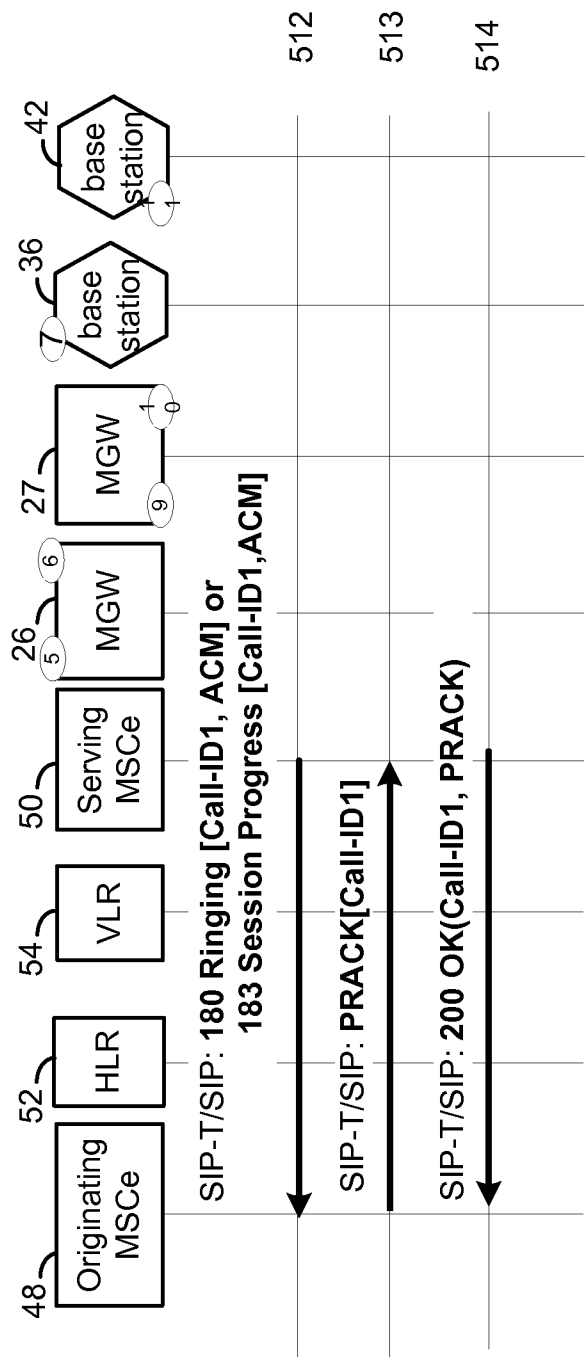 48
52
54
50
26
27
36
42
Originating
MSCe
HLR
VLR
Serving
MSCe
5
6
MGW
MGW
9
10
7
base
station
base
station
11
SIP-T/SIP: 180 Ringing [Call-ID1, ACM] or
183 Session Progress [Call-ID1,ACM]
512
SIP-T/SIP: PRACK[Call-ID1]
513
SIP-T/SIP: 200 OK(Call-ID1, PRACK)
514